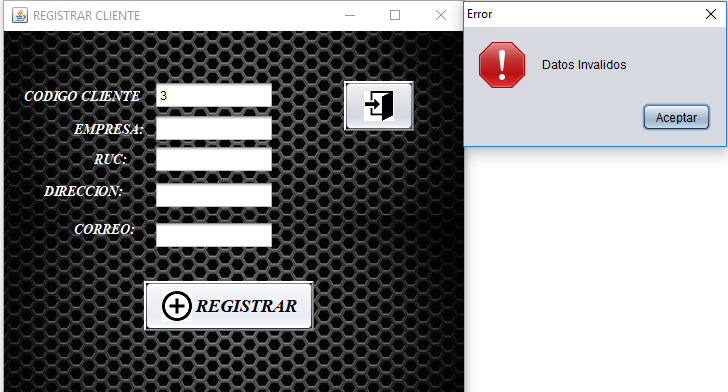 REGISTRAR CLIENTE
CODIGO CLIENTE
3
EMPRESA:
RUC:
DIRECCION:
CORREO:
REGISTRAR
Error
Datos Invalidos
Aceptar